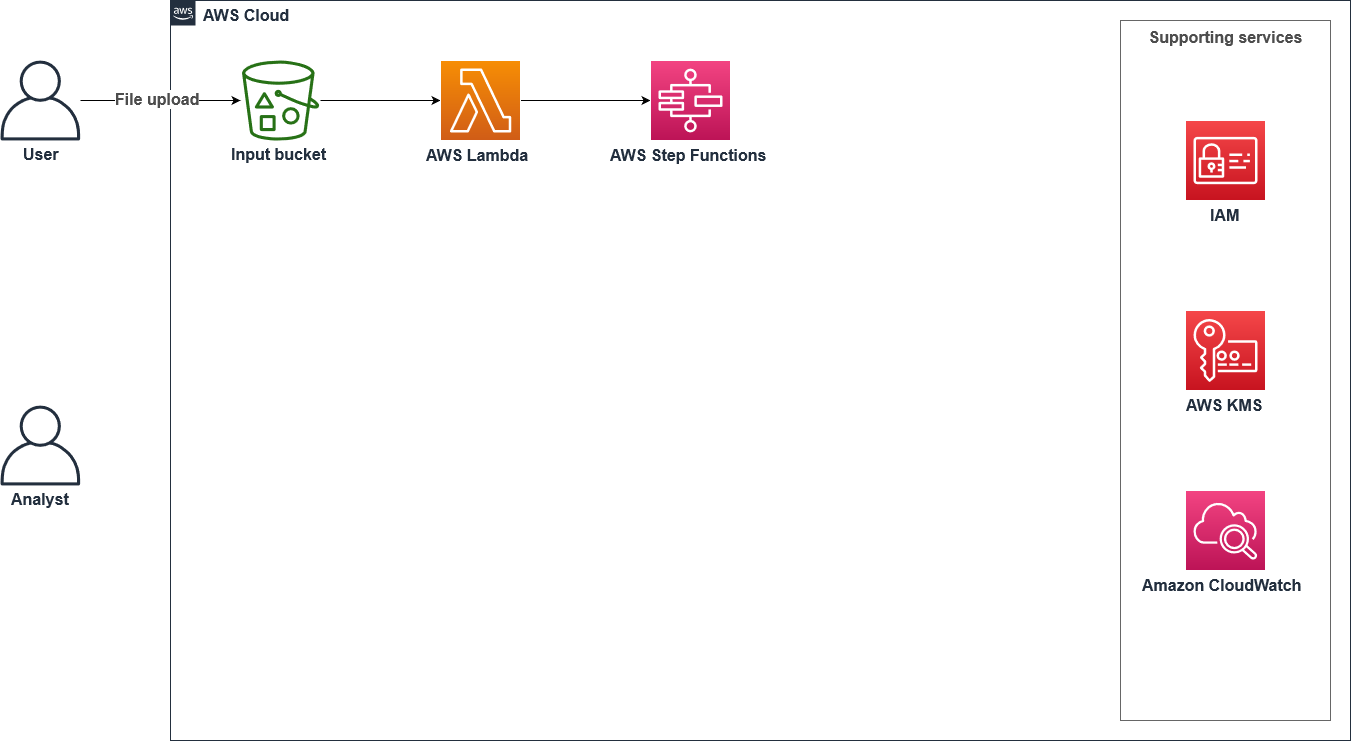 aws
AWS Cloud
Supporting services
File upload
User
Input bucket
AWS Lambda
AWS Step Functions
IAM
AWS KMS
Analyst
Amazon CloudWatch